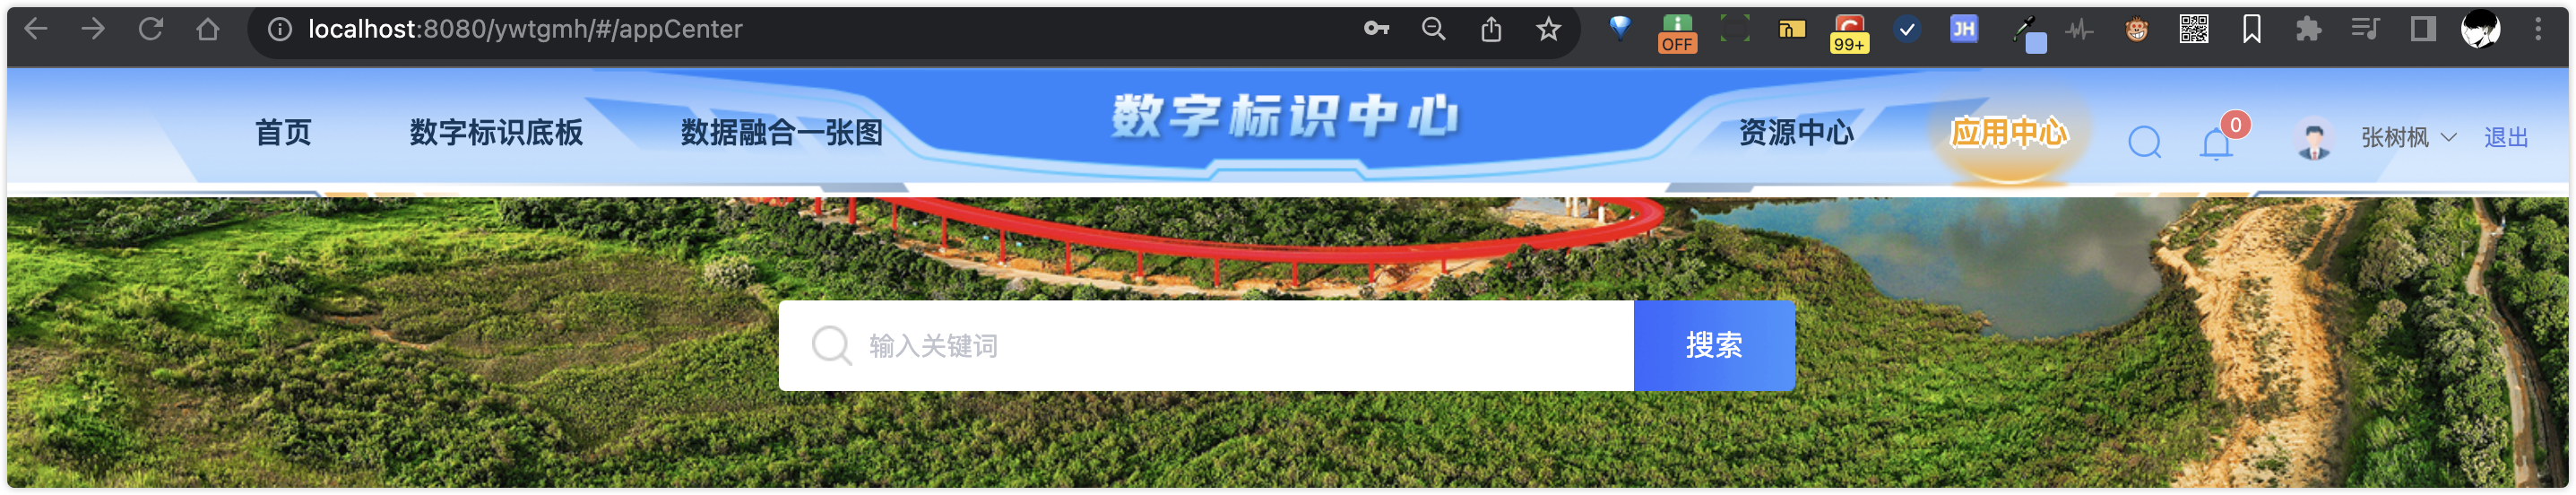 localhost:8080/ywtgmh/#/appCenter
OFF
99+
JH
数字标识中心
首页 数字标识底板 数据融合一张图 资源中心 应用中心 0 张树枫 退出
输入关键词 搜索